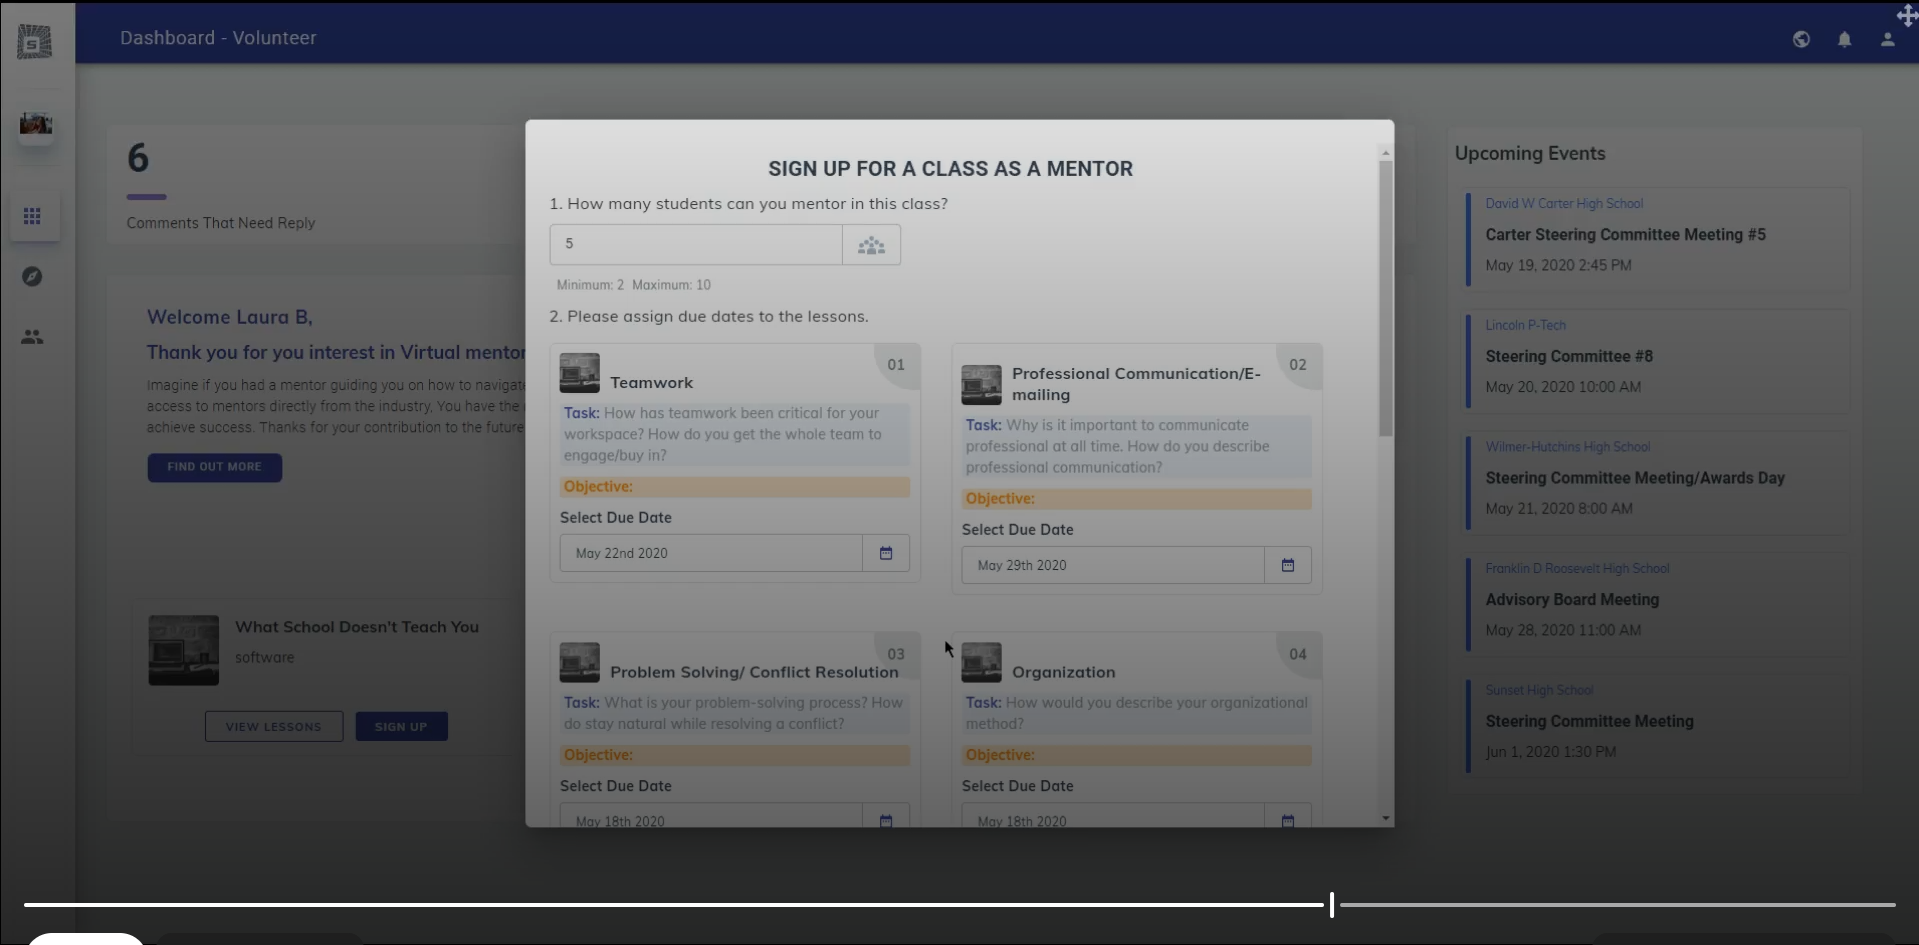 Dashboard - Volunteer
6
Comments That Need Reply
Welcome Laura B,
Thank you for you interest in Virtual mentor
Imagine if you had a mentor guiding you on how to navigate
access to mentors directly from the industry, You have the
achieve success. Thanks for your contribution to the future
FIND OUT MORE
What School Doesn't Teach You
software
VIEW LESSONS
SIGN UP
SIGN UP FOR A CLASS AS A MENTOR
1. How many students can you mentor in this class?
5
Minimum: 2 Maximum: 10
2. Please assign due dates to the lessons.
01
Teamwork
Task: How has teamwork been critical for your
workspace? How do you get the whole team to
engage/buy in?
Objective:
Select Due Date
May 22nd 2020
02
Professional Communication/E-
mailing
Task: Why is it important to communicate
professional at all time. How do you describe
professional communication?
Objective:
Select Due Date
May 29th 2020
03
Problem Solving/ Conflict Resolution
Task: What is your problem-solving process? How
do stay natural while resolving a conflict?
Objective:
Select Due Date
May 18th 2020
04
Organization
Task: How would you describe your organizational
method?
Objective:
Select Due Date
May 18th 2020
Upcoming Events
David W Carter High School
Carter Steering Committee Meeting #5
May 19, 2020 2:45 PM
Lincoln P-Tech
Steering Committee #8
May 20, 2020 10:00 AM
Wilmer-Hutchins High School
Steering Committee Meeting/Awards Day
May 21, 2020 8:00 AM
Franklin D Roosevelt High School
Advisory Board Meeting
May 28, 2020 11:00 AM
Sunset High School
Steering Committee Meeting
Jun 1, 2020 1:30 PM